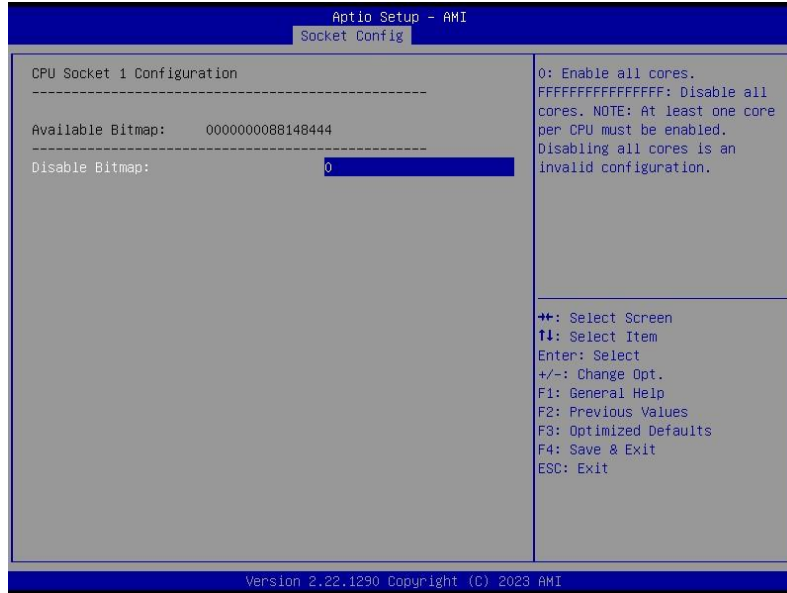 Aptio Setup - AMI
Socket Config
CPU Socket 1 Configuration
--------------------------------------------------
Available Bitmap: 0000000088148444
--------------------------------------------------
Disable Bitmap: 0
0: Enable all cores.
FFFFFFFFFFFFFFFF: Disable all
cores. NOTE: At least one core
per CPU must be enabled.
Disabling all cores is an
invalid configuration.
→←: Select Screen
↑↓: Select Item
Enter: Select
+/-: Change Opt.
F1: General Help
F2: Previous Values
F3: Optimized Defaults
F4: Save & Exit
ESC: Exit
Version 2.22.1290 Copyright (C) 2023 AMI